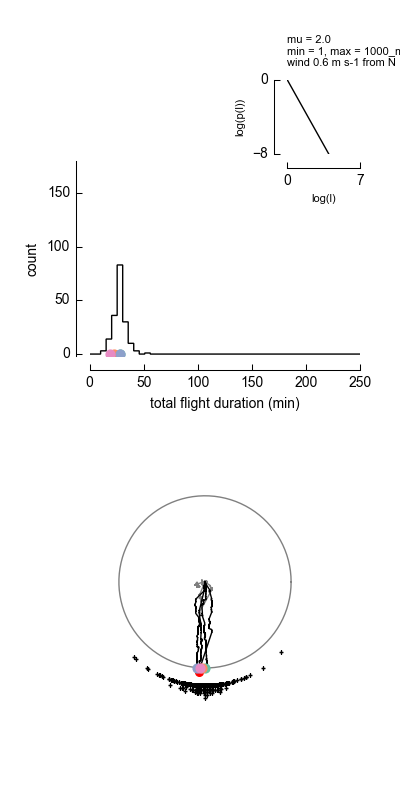 mu = 2.0
min = 1, max = 1000_m
wind 0.6 m s-1 from N
0
log(p(l))
−8
0
7
log(l)
150
100
50
0
count
0
50
100
150
200
250
total flight duration (min)